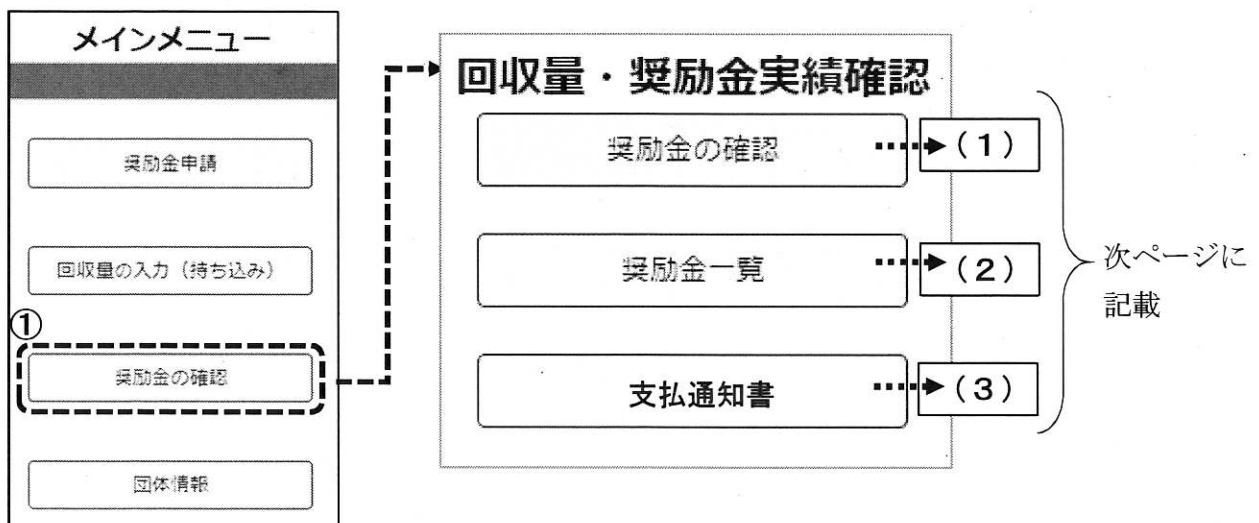 メインメニュー
奨励金申請
回収量の入力（持ち込み）
①
奨励金の確認
団体情報
回収量・奨励金実績確認
奨励金の確認
(1)
奨励金一覧
(2)
支払通知書
(3)
次ページに
記載